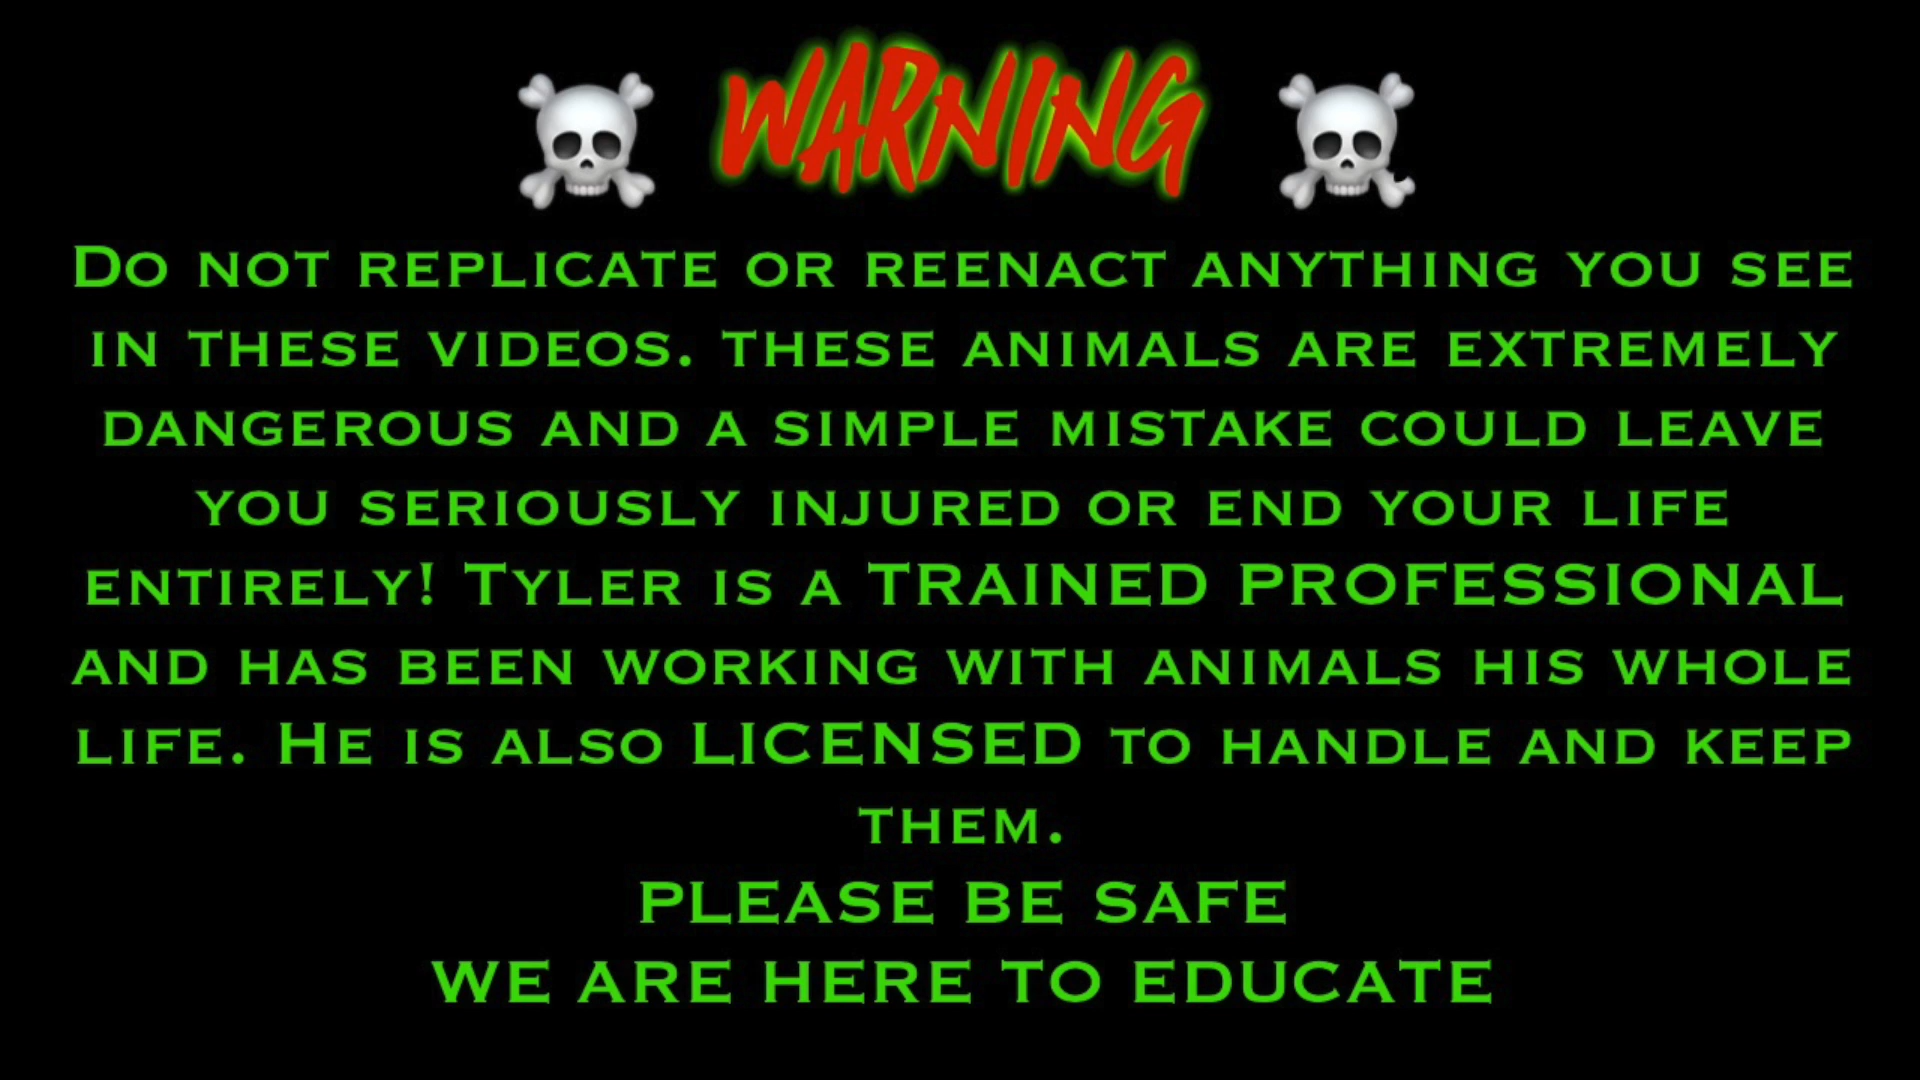 WARNING
Do not replicate or reenact anything you see
in these videos. these animals are extremely
dangerous and a simple mistake could leave
you seriously injured or end your life
entirely! Tyler is a TRAINED PROFESSIONAL
and has been working with animals his whole
life. He is also LICENSED to handle and keep
them.
PLEASE BE SAFE
WE ARE HERE TO EDUCATE